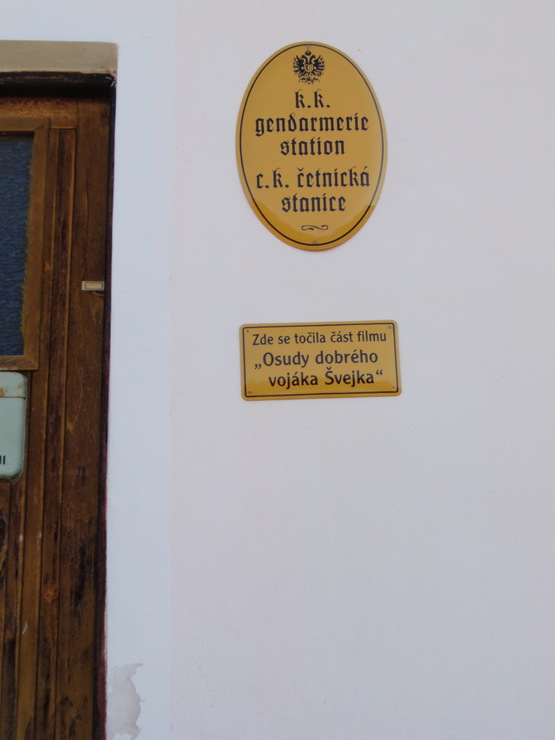 k.k.
gendarmerie
station
c.k. četnická
stanice
Zde se točila část filmu
„Osudy dobrého
vojáka Švejka“